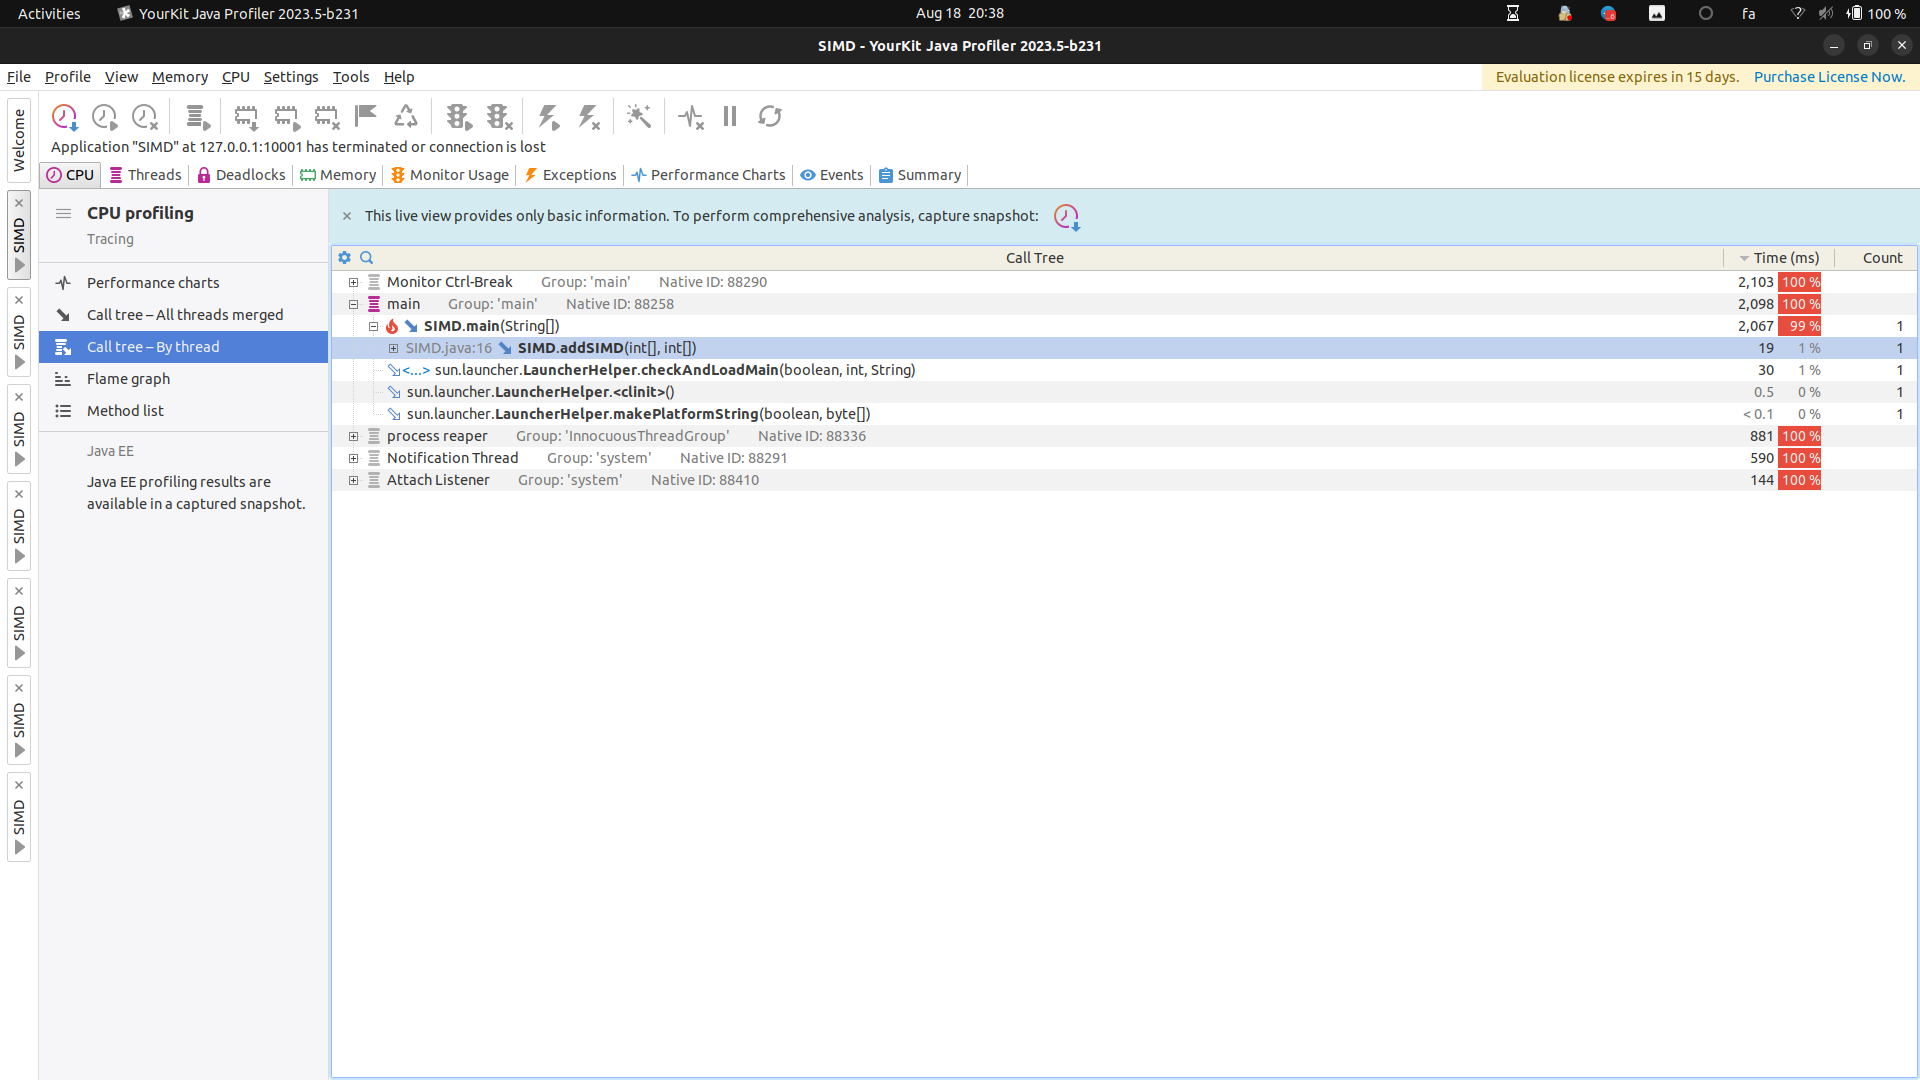 Activities YourKit Java Profiler 2023.5-b231 Aug 18 20:38 fa 100 %
SIMD - YourKit Java Profiler 2023.5-b231
File Profile View Memory CPU Settings Tools Help Evaluation license expires in 15 days. Purchase License Now.
Application "SIMD" at 127.0.0.1:10001 has terminated or connection is lost
CPU Threads Deadlocks Memory Monitor Usage Exceptions Performance Charts Events Summary
Welcome
SIMD
SIMD
SIMD
SIMD
SIMD
SIMD
SIMD
CPU profiling
Tracing
Performance charts
Call tree – All threads merged
Call tree – By thread
Flame graph
Method list
Java EE
Java EE profiling results are
available in a captured snapshot.
This live view provides only basic information. To perform comprehensive analysis, capture snapshot:
Call Tree Time (ms) Count
Monitor Ctrl-Break Group: 'main' Native ID: 88290 2,103 100 %
main Group: 'main' Native ID: 88258 2,098 100 %
SIMD.main(String[]) 2,067 99 % 1
SIMD.java:16 SIMD.addSIMD(int[], int[]) 19 1 % 1
<...> sun.launcher.LauncherHelper.checkAndLoadMain(boolean, int, String) 30 1 % 1
sun.launcher.LauncherHelper.<clinit>() 0.5 0 % 1
sun.launcher.LauncherHelper.makePlatformString(boolean, byte[]) < 0.1 0 % 1
process reaper Group: 'InnocuousThreadGroup' Native ID: 88336 881 100 %
Notification Thread Group: 'system' Native ID: 88291 590 100 %
Attach Listener Group: 'system' Native ID: 88410 144 100 %